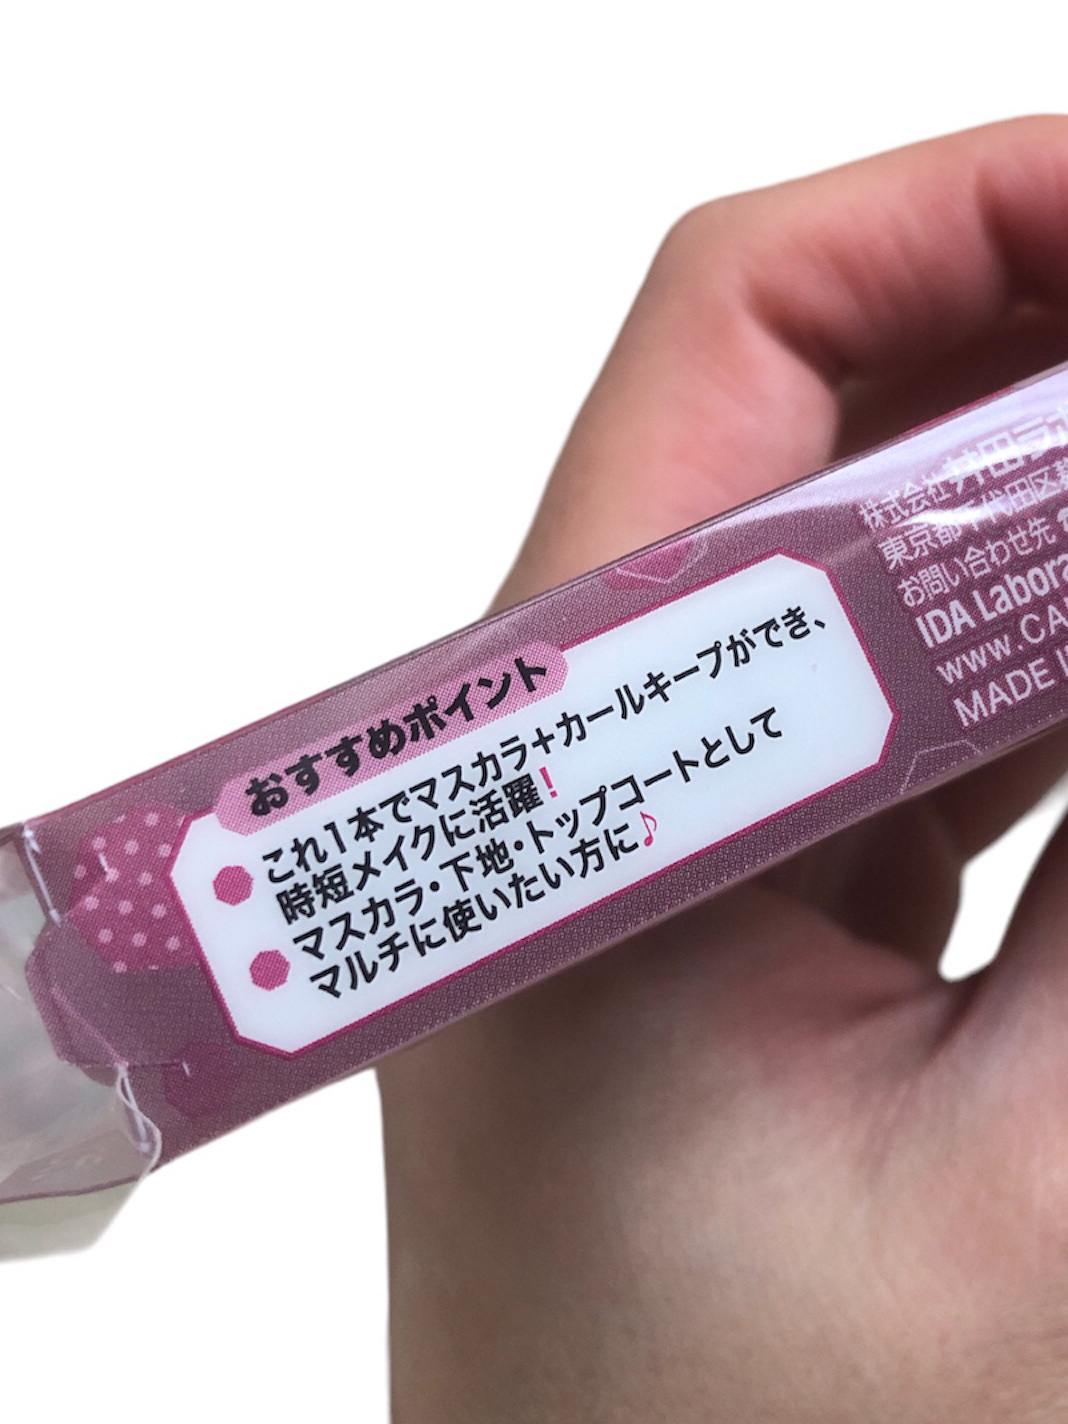 おすすめポイント
これ1本でマスカラ+カールキープができ、
時短メイクに活躍!
マスカラ・下地・トップコートとして
マルチに使いたい方に♪
株式会社井田ラボ
東京都千代田区
お問い合わせ先
IDA Labora
www.CA
MADE I